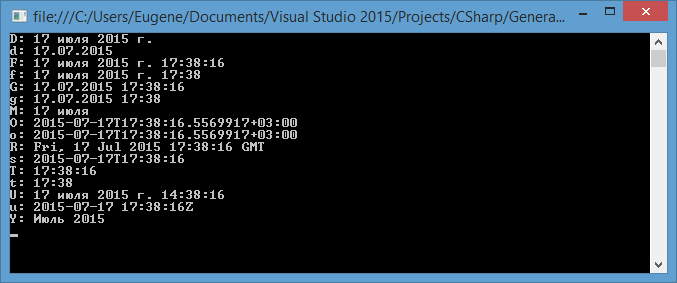 file:///C:/Users/Eugene/Documents/Visual Studio 2015/Projects/CSharp/Genera...
D: 17 июля 2015 г.
d: 17.07.2015
F: 17 июля 2015 г. 17:38:16
f: 17 июля 2015 г. 17:38
G: 17.07.2015 17:38:16
g: 17.07.2015 17:38
M: 17 июля
O: 2015-07-17T17:38:16.5569917+03:00
o: 2015-07-17T17:38:16.5569917+03:00
R: Fri, 17 Jul 2015 17:38:16 GMT
s: 2015-07-17T17:38:16
T: 17:38:16
t: 17:38
U: 17 июля 2015 г. 14:38:16
u: 2015-07-17 17:38:16Z
Y: Июль 2015